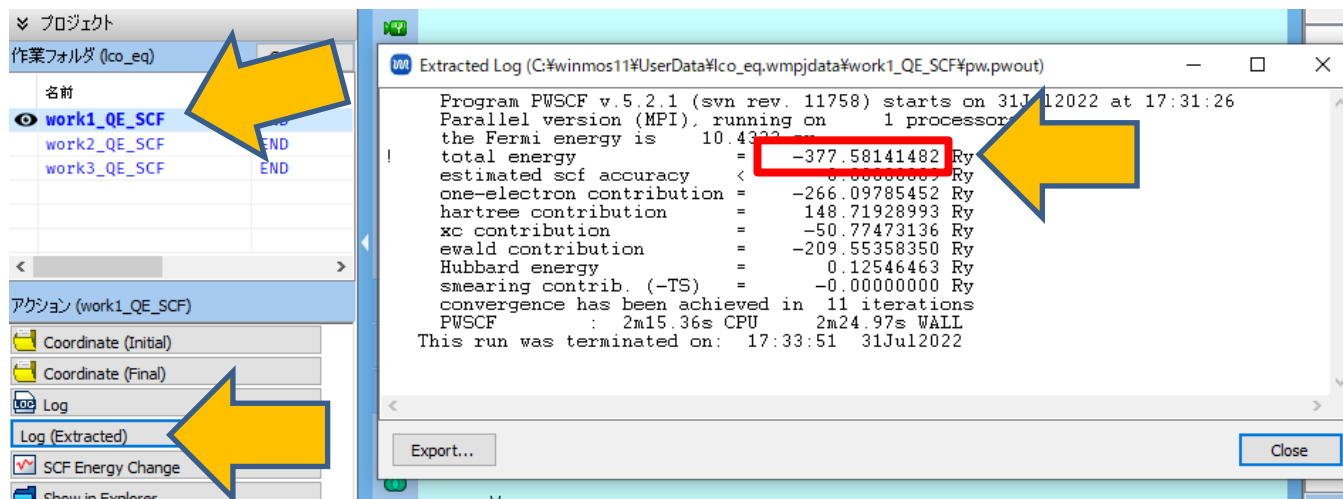 プロジェクト
作業フォルダ (lco_eq)
名前
work1_QE_SCF
work2_QE_SCF END
work3_QE_SCF END
アクション (work1_QE_SCF)
Coordinate (Initial)
Coordinate (Final)
LOG Log
Log (Extracted)
SCF Energy Change
Show in Explorer
Extracted Log (C:¥winmos11¥UserData¥lco_eq.wmpjdata¥work1_QE_SCF¥pw.pwout)
Program PWSCF v.5.2.1 (svn rev. 11758) starts on 31Jul2022 at 17:31:26
Parallel version (MPI), running on 1 processors
the Fermi energy is
! total energy = -377.58141482 Ry
estimated scf accuracy < Ry
one-electron contribution = -266.09785452 Ry
hartree contribution = 148.71928993 Ry
xc contribution = -50.77473136 Ry
ewald contribution = -209.55358350 Ry
Hubbard energy = 0.12546463 Ry
smearing contrib. (-TS) = -0.00000000 Ry
convergence has been achieved in 11 iterations
PWSCF : 2m15.36s CPU 2m24.97s WALL
This run was terminated on: 17:33:51 31Jul2022
Export...
Close